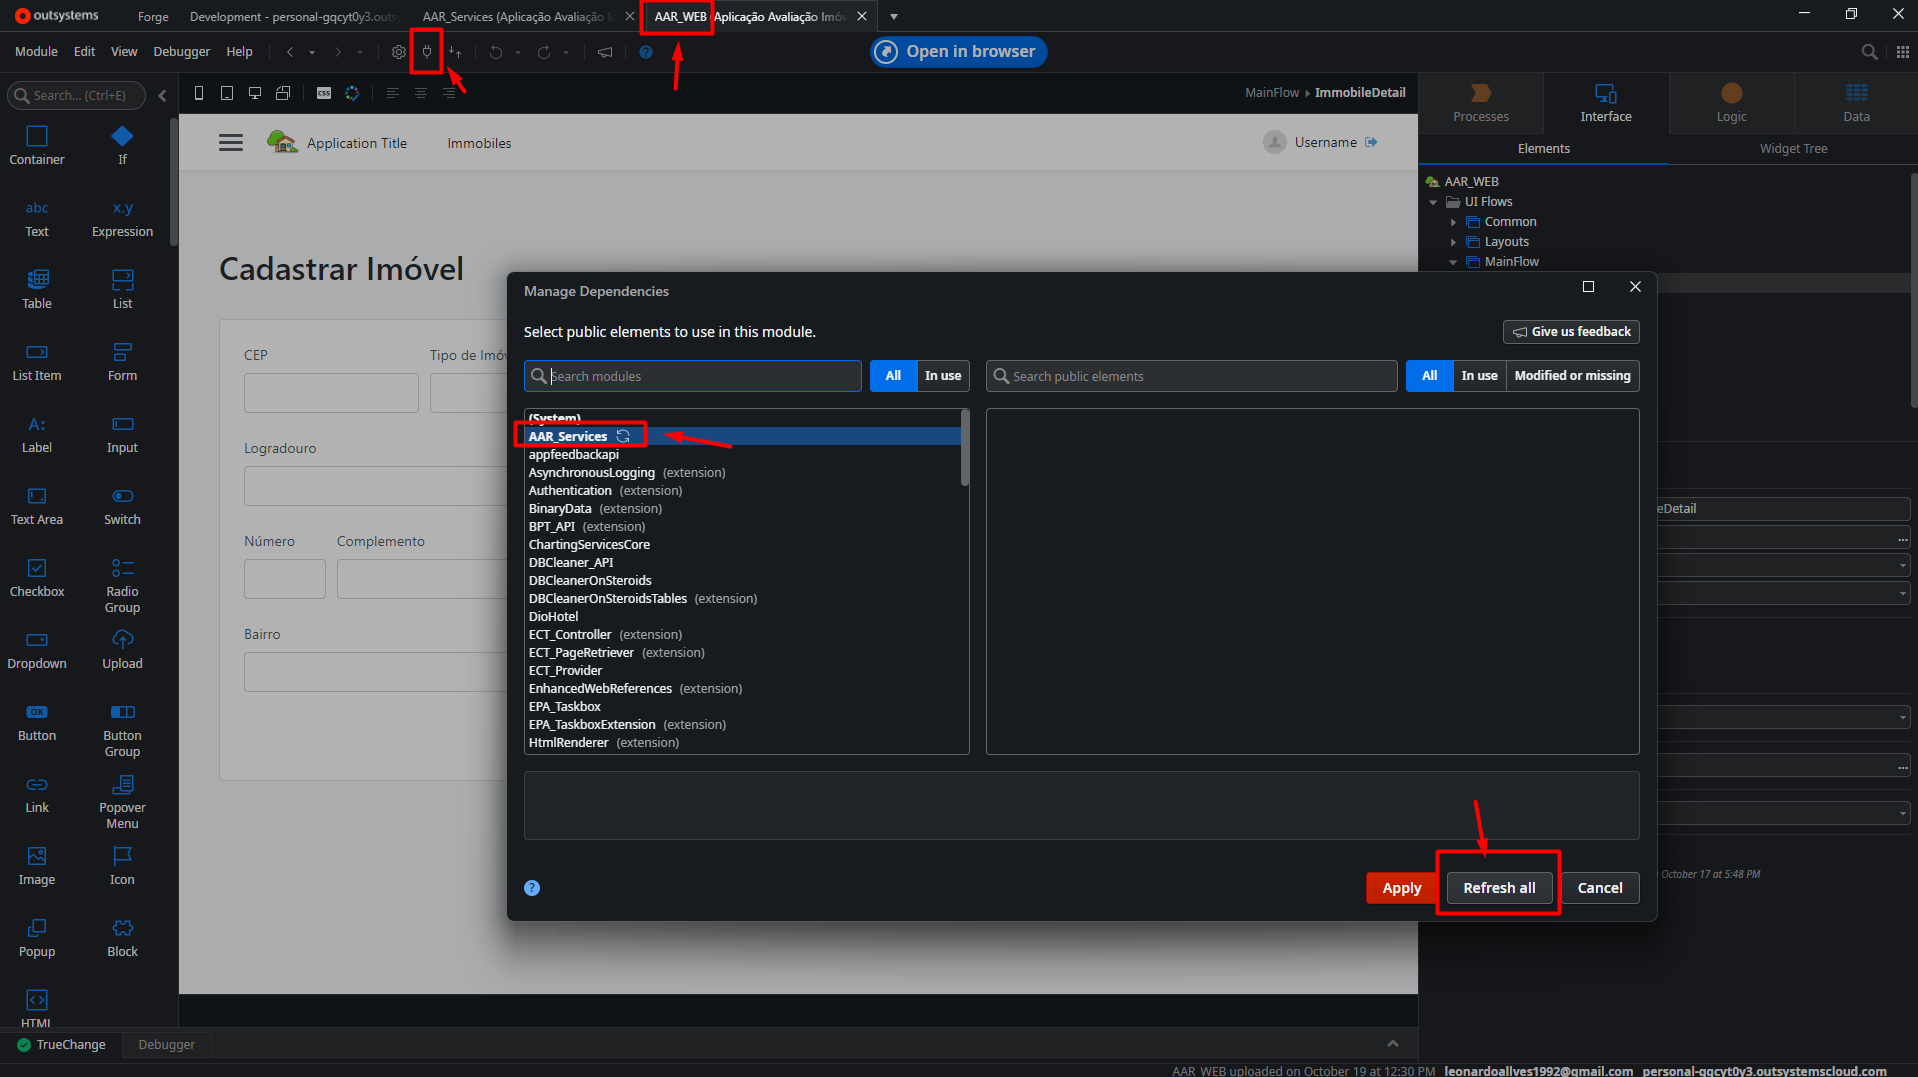 outsystems
Forge
Development - personal-gqcyt0y3.outsy
AAR_Services (Aplicação Avaliação In
AAR_WEB (Aplicação Avaliação Imóve
Module Edit View Debugger Help
Open in browser
Search... (Ctrl+E)
css
MainFlow ▸ ImmobileDetail
Processes
Interface
Logic
Data
Elements
Widget Tree
Container
If
abc
Text
x.y
Expression
Table
List
List Item
Form
A:
Label
Input
Text Area
Switch
Checkbox
Radio
Group
Dropdown
Upload
OK
Button
Button
Group
Link
Popover
Menu
Image
Icon
Popup
Block
HTML
Application Title
Immobiles
Username
Cadastrar Imóvel
CEP
Tipo de Imó
Logradouro
Número
Complemento
Bairro
AAR_WEB
UI Flows
Common
Layouts
MainFlow
eDetail
...
...
October 17 at 5:48 PM
Manage Dependencies
Select public elements to use in this module.
Give us feedback
Search modules
All
In use
Search public elements
All
In use
Modified or missing
(System)
AAR_Services
appfeedbackapi
AsynchronousLogging (extension)
Authentication (extension)
BinaryData (extension)
BPT_API (extension)
ChartingServicesCore
DBCleaner_API
DBCleanerOnSteroids
DBCleanerOnSteroidsTables (extension)
DioHotel
ECT_Controller (extension)
ECT_PageRetriever (extension)
ECT_Provider
EnhancedWebReferences (extension)
EPA_Taskbox
EPA_TaskboxExtension (extension)
HtmlRenderer (extension)
?
Apply
Refresh all
Cancel
TrueChange
Debugger
AAR_WEB uploaded on October 19 at 12:30 PM leonardoallves1992@gmail.com personal-gqcyt0y3.outsystemscloud.com